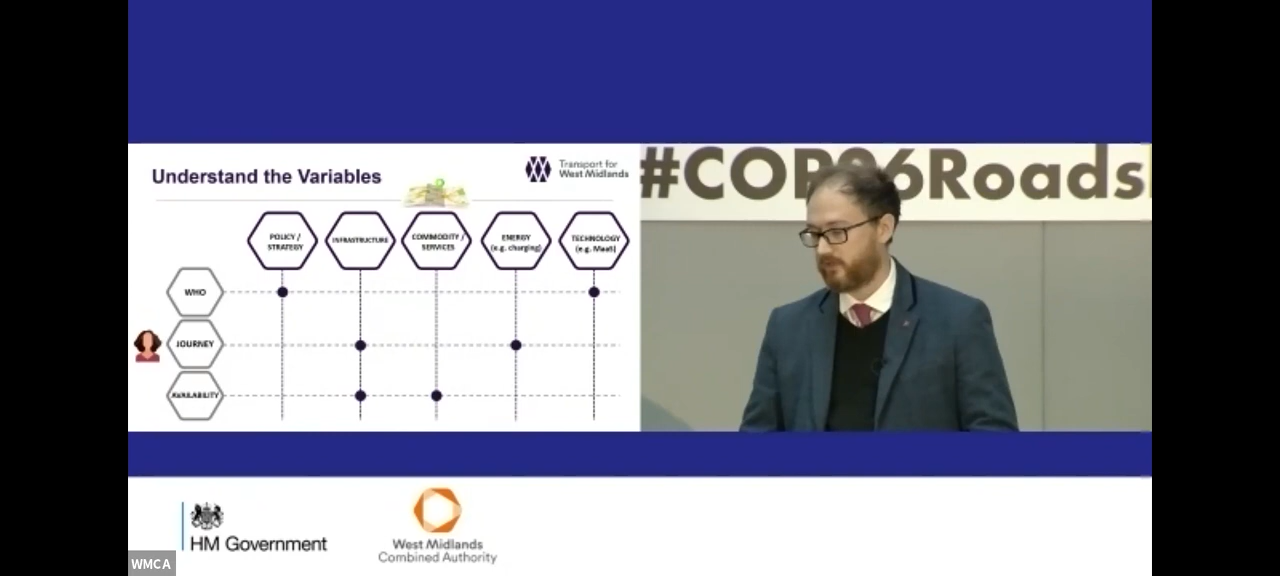 Understand the Variables
Transport for
West Midlands
POLICY /
STRATEGY
INFRASTRUCTURE
COMMODITY /
SERVICES
ENERGY
(e.g. charging)
TECHNOLOGY
(e.g. MaaS)
WHO
JOURNEY
AVAILABILITY
#COP26Roads
HM Government
West Midlands
Combined Authority
WMCA